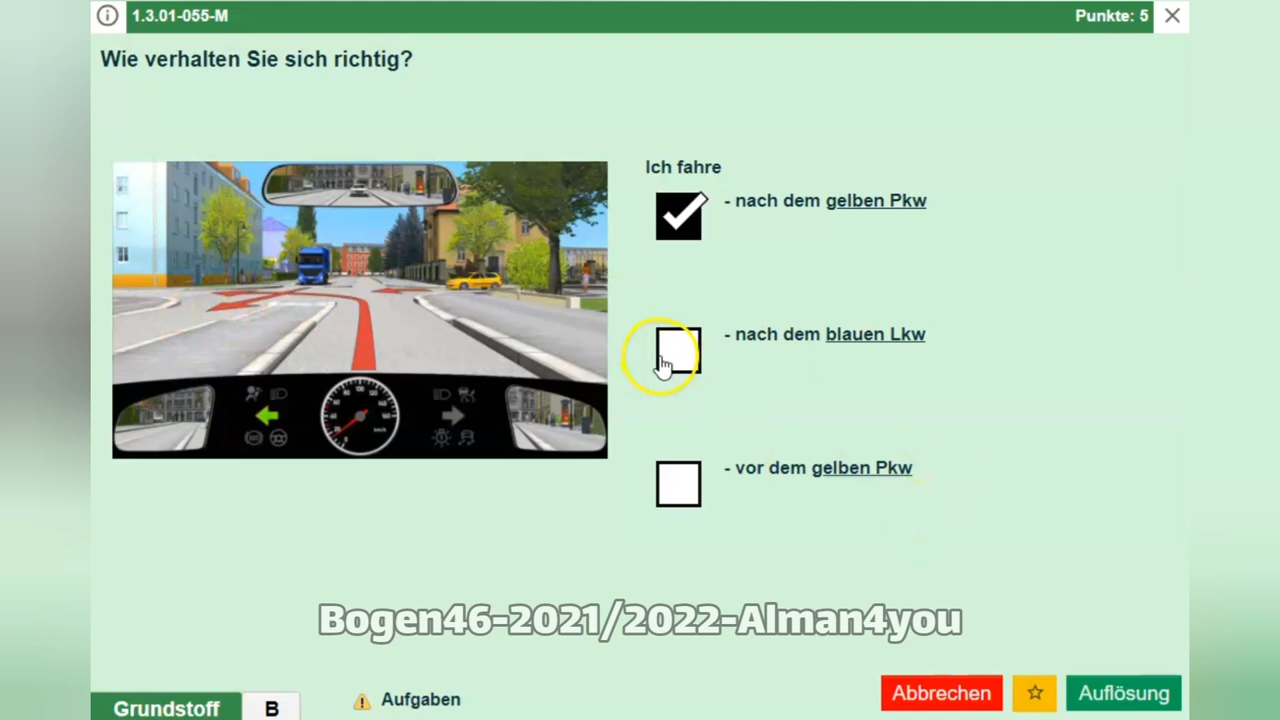 1.3.01-055-M
Punkte: 5
Wie verhalten Sie sich richtig?
Ich fahre
- nach dem gelben Pkw
- nach dem blauen Lkw
- vor dem gelben Pkw
Bogen46-2021/2022-Alman4you
Grundstoff
B
Aufgaben
Abbrechen
Auflösung